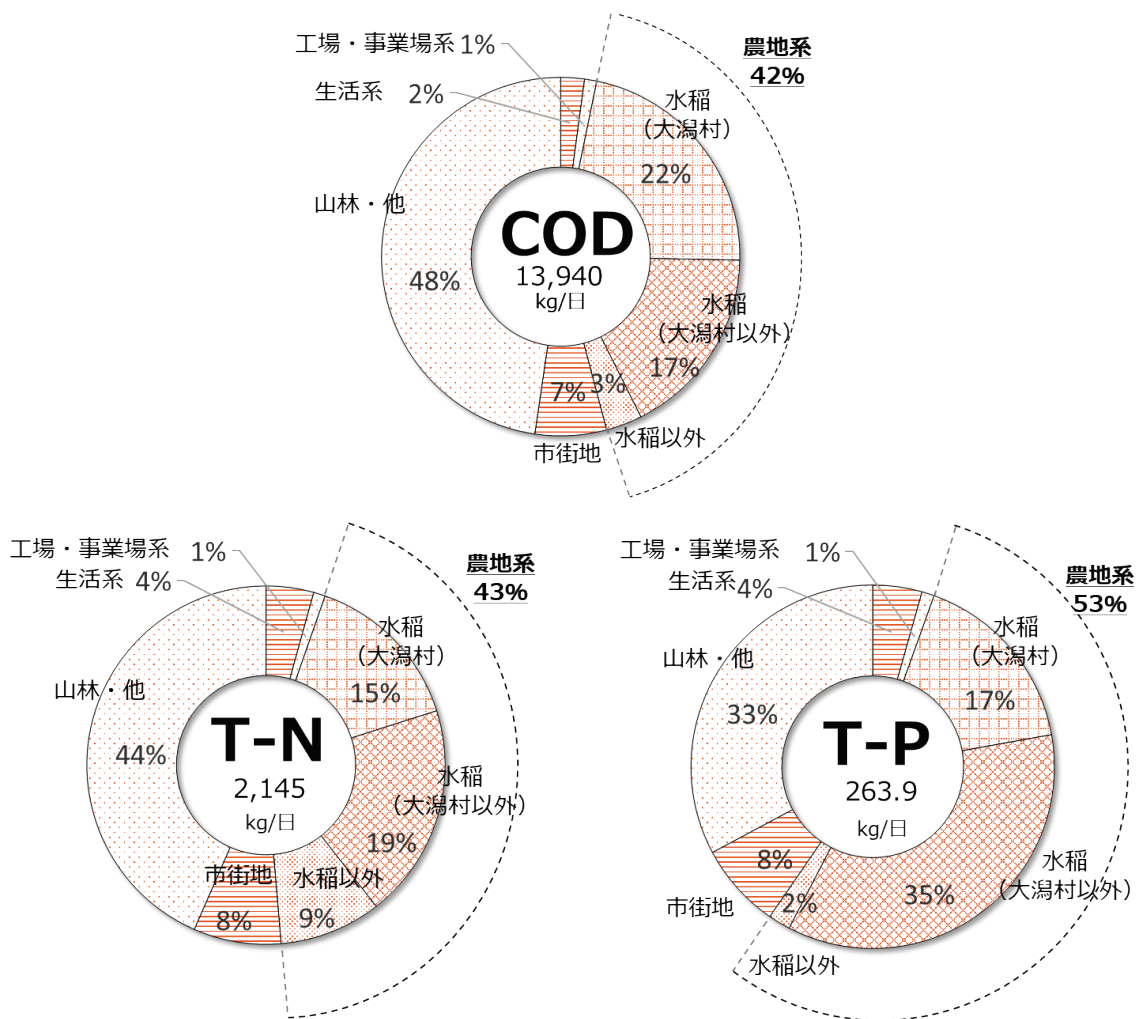 工場・事業場系 1%
生活系 2%
農地系
42%
水稲
（大潟村）
22%
山林・他
48%
COD
13,940
kg/日
水稲
（大潟村以外）
17%
3%
7%
水稲以外
市街地
工場・事業場系 1%
生活系 4%
農地系
43%
水稲
（大潟村）
15%
山林・他
44%
T-N
2,145
kg/日
水稲
（大潟村以外）
19%
市街地
水稲以外
8%
9%
工場・事業場系 1%
生活系 4%
農地系
53%
水稲
（大潟村）
17%
山林・他
33%
T-P
263.9
kg/日
8%
2%
35%
水稲
（大潟村以外）
市街地
水稲以外